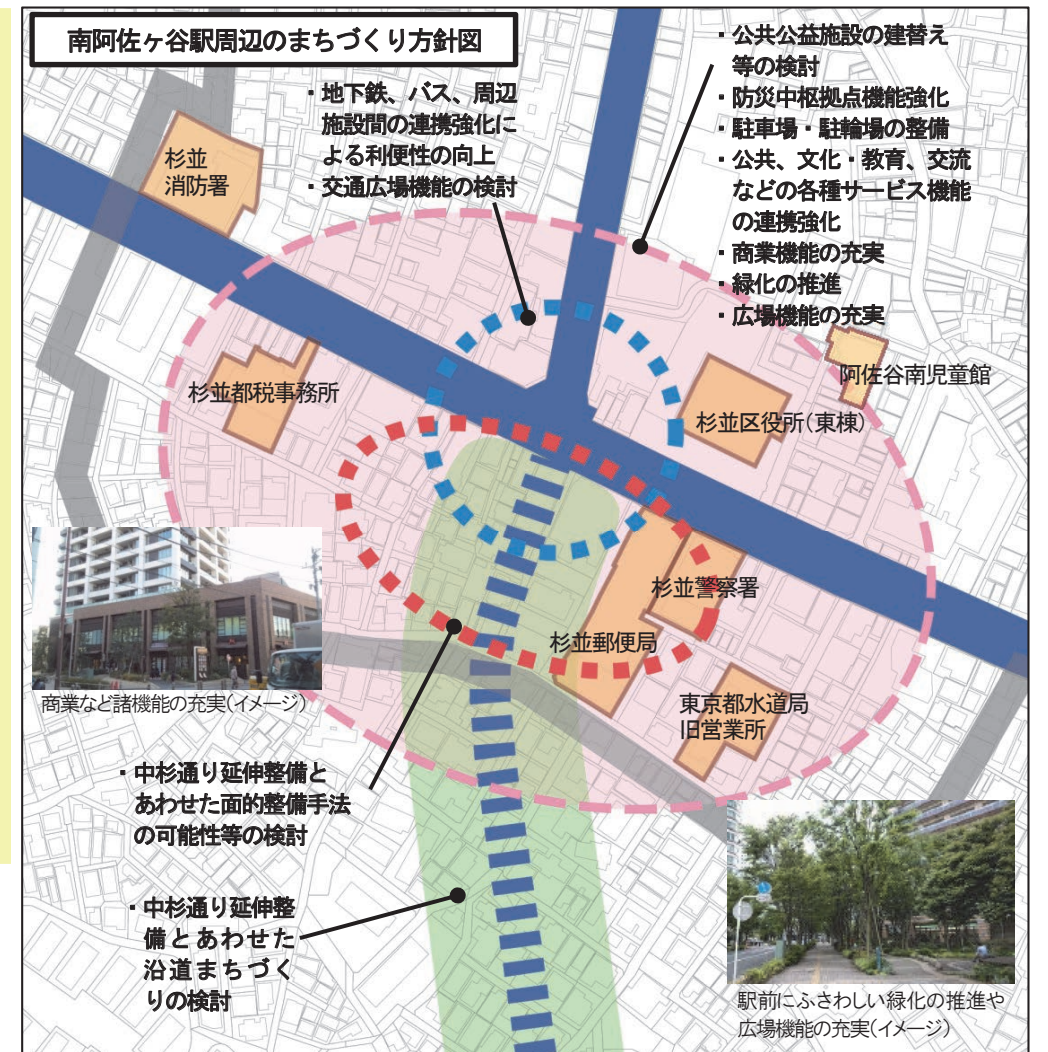 南阿佐ヶ谷駅周辺のまちづくり方針図
・地下鉄、バス、周辺
施設間の連携強化に
よる利便性の向上
・交通広場機能の検討
・公共公益施設の建替え
等の検討
・防災中枢拠点機能強化
・駐車場・駐輪場の整備
・公共、文化・教育、交流
などの各種サービス機能
の連携強化
・商業機能の充実
・緑化の推進
・広場機能の充実
杉並
消防署
杉並都税事務所
阿佐谷南児童館
杉並区役所(東棟)
杉並警察署
杉並郵便局
東京都水道局
旧営業所
商業など諸機能の充実(イメージ)
・中杉通り延伸整備と
あわせた面的整備手法
の可能性等の検討
・中杉通り延伸整
備とあわせた
沿道まちづく
りの検討
駅前にふさわしい緑化の推進や
広場機能の充実(イメージ)